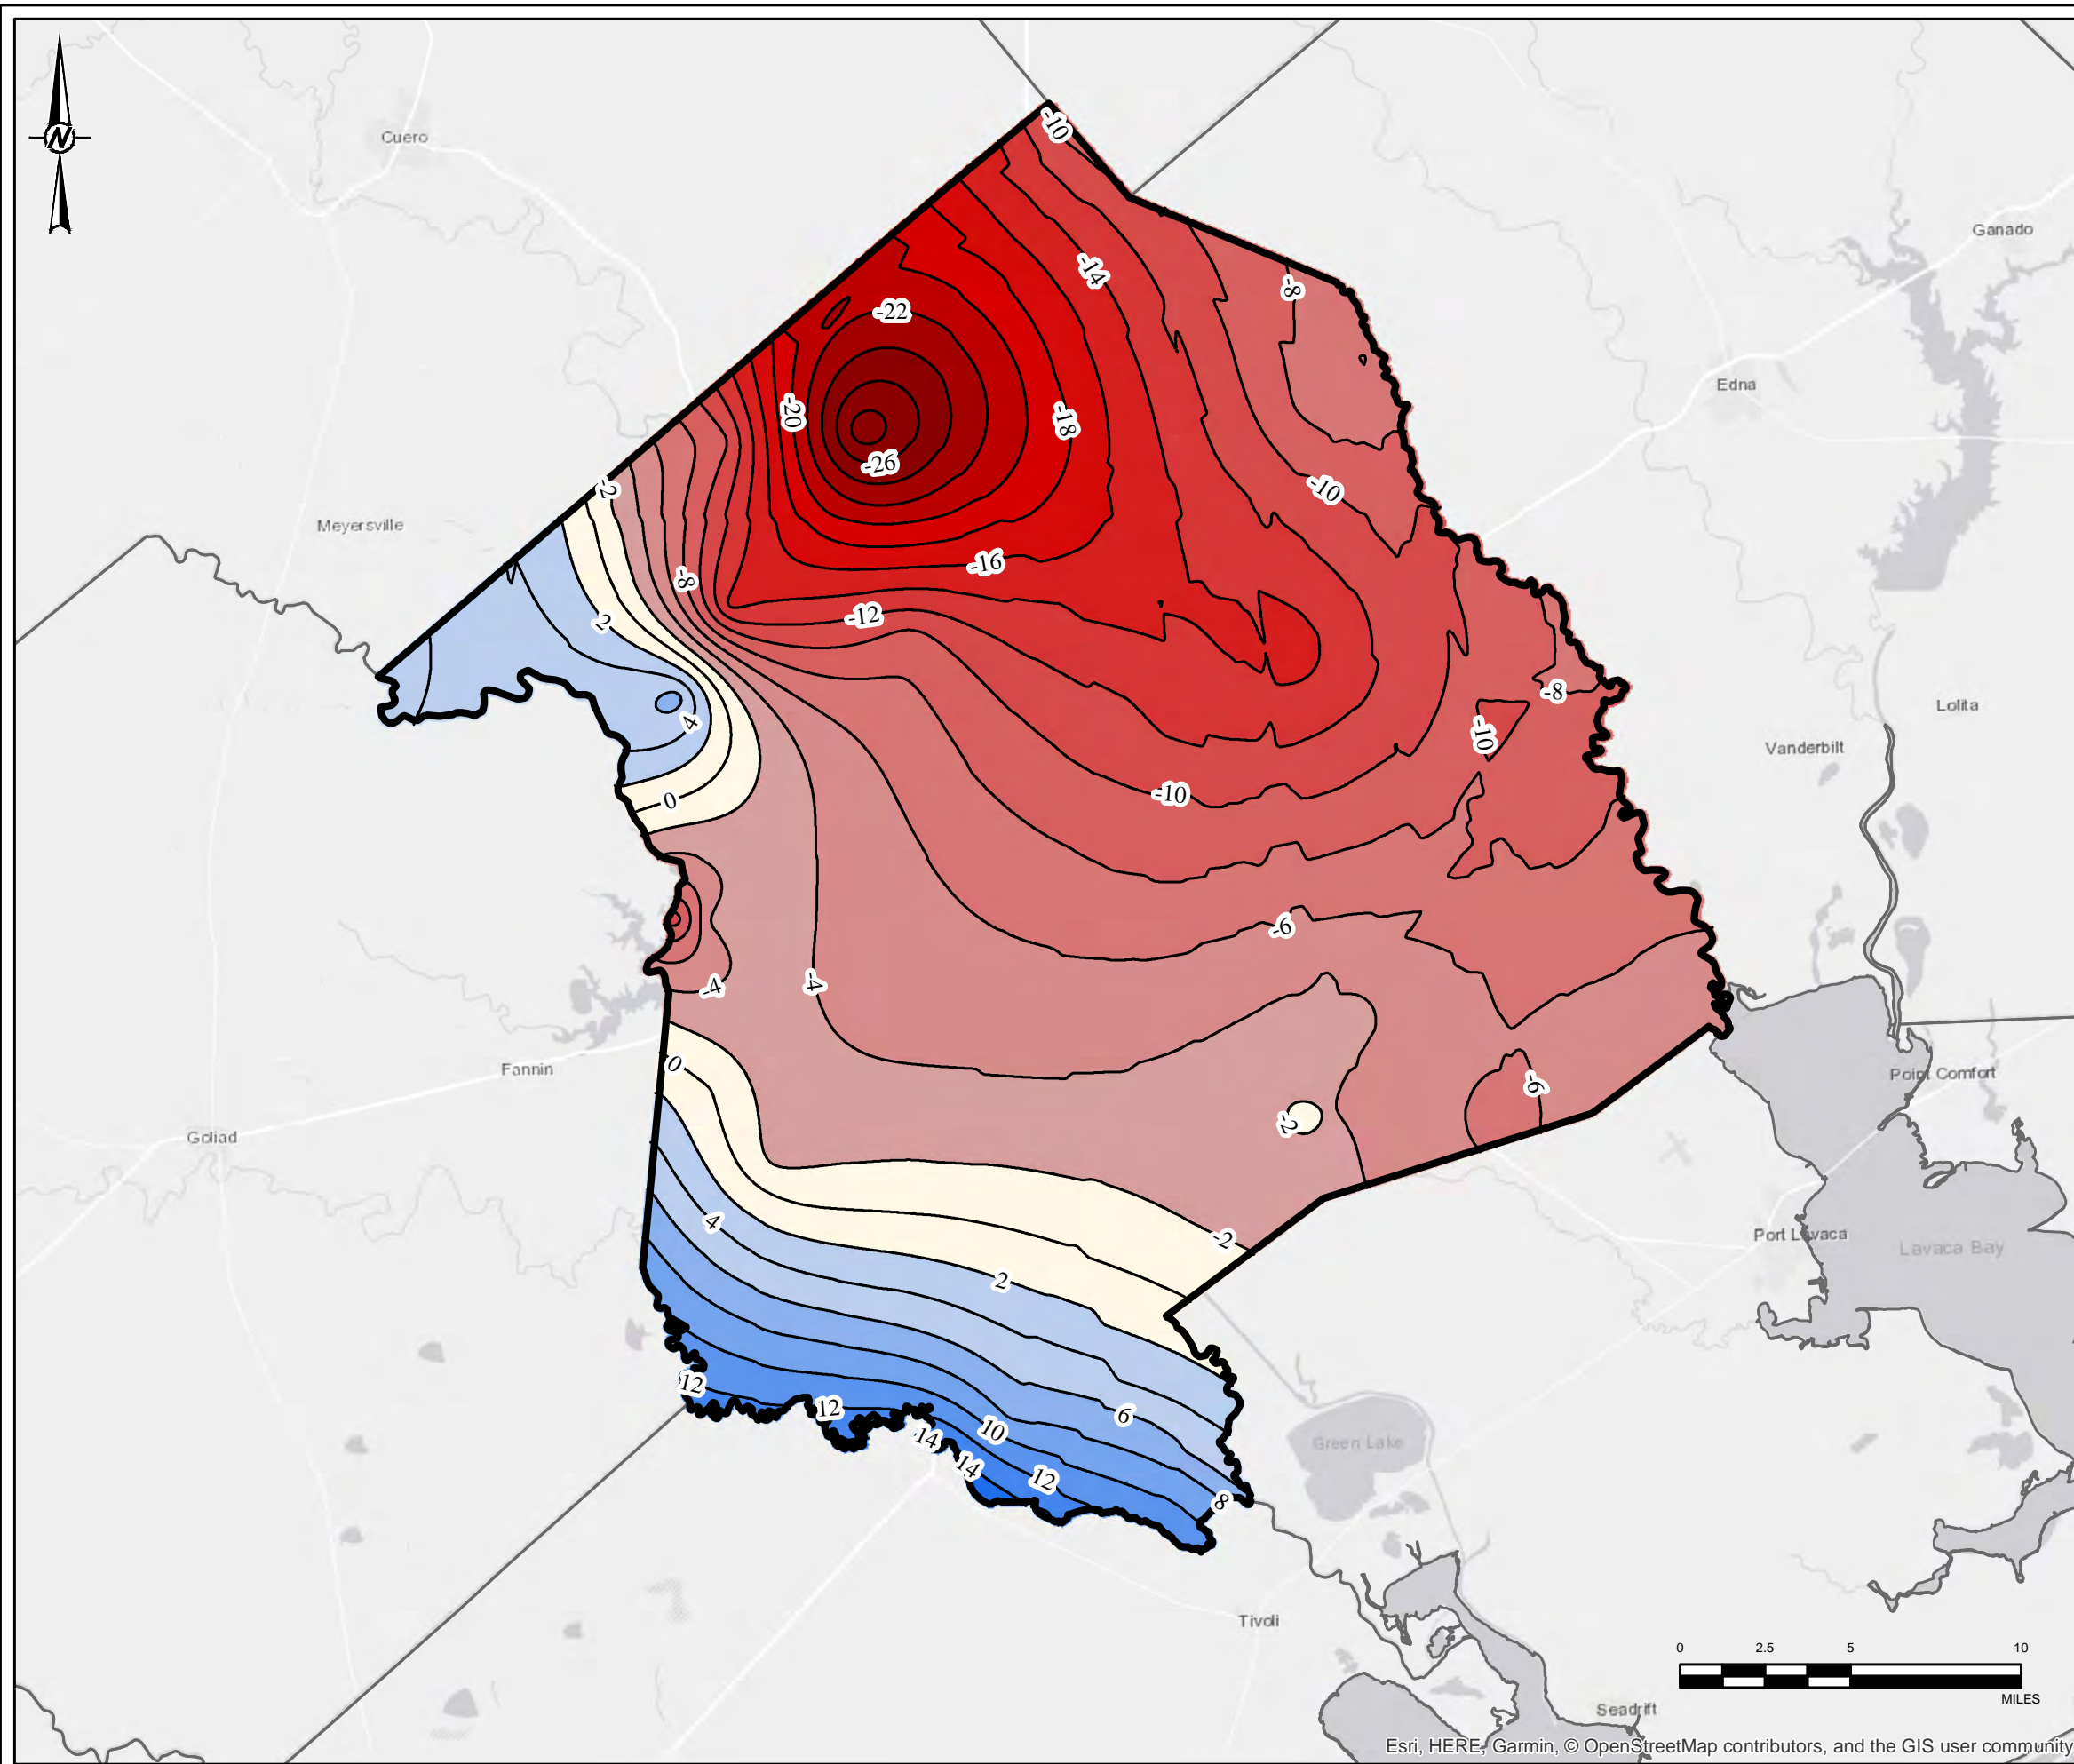 N
Cuero
-10
Ganado
-14
-8
-22
Edna
-20
-18
-26
-2
-10
Meyersville
-16
-8
-12
2
-8
Lolita
4
-10
Vanderbilt
0
-10
-6
-4
-4
0
Fannin
Point Comfort
-6
-2
Goliad
4
-2
Port Lavaca
Lavaca Bay
2
12
12
6
10
14
Green Lake
14
12
8
Tivoli
0 2.5 5 10
MILES
Seadrift
Esri, HERE, Garmin, © OpenStreetMap contributors, and the GIS user community